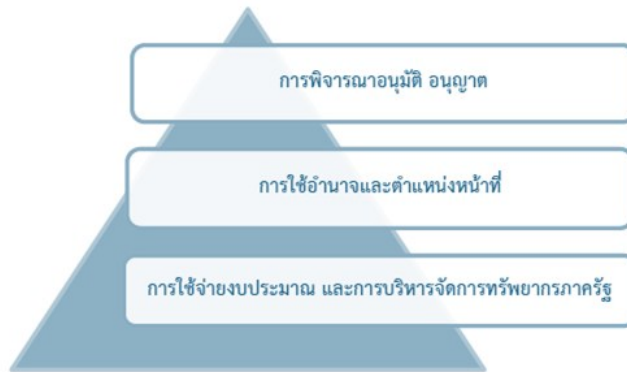 การพิจารณาอนุมัติ อนุญาต
การใช้อำนาจและตำแหน่งหน้าที่
การใช้จ่ายงบประมาณ และการบริหารจัดการทรัพยากรภาครัฐ